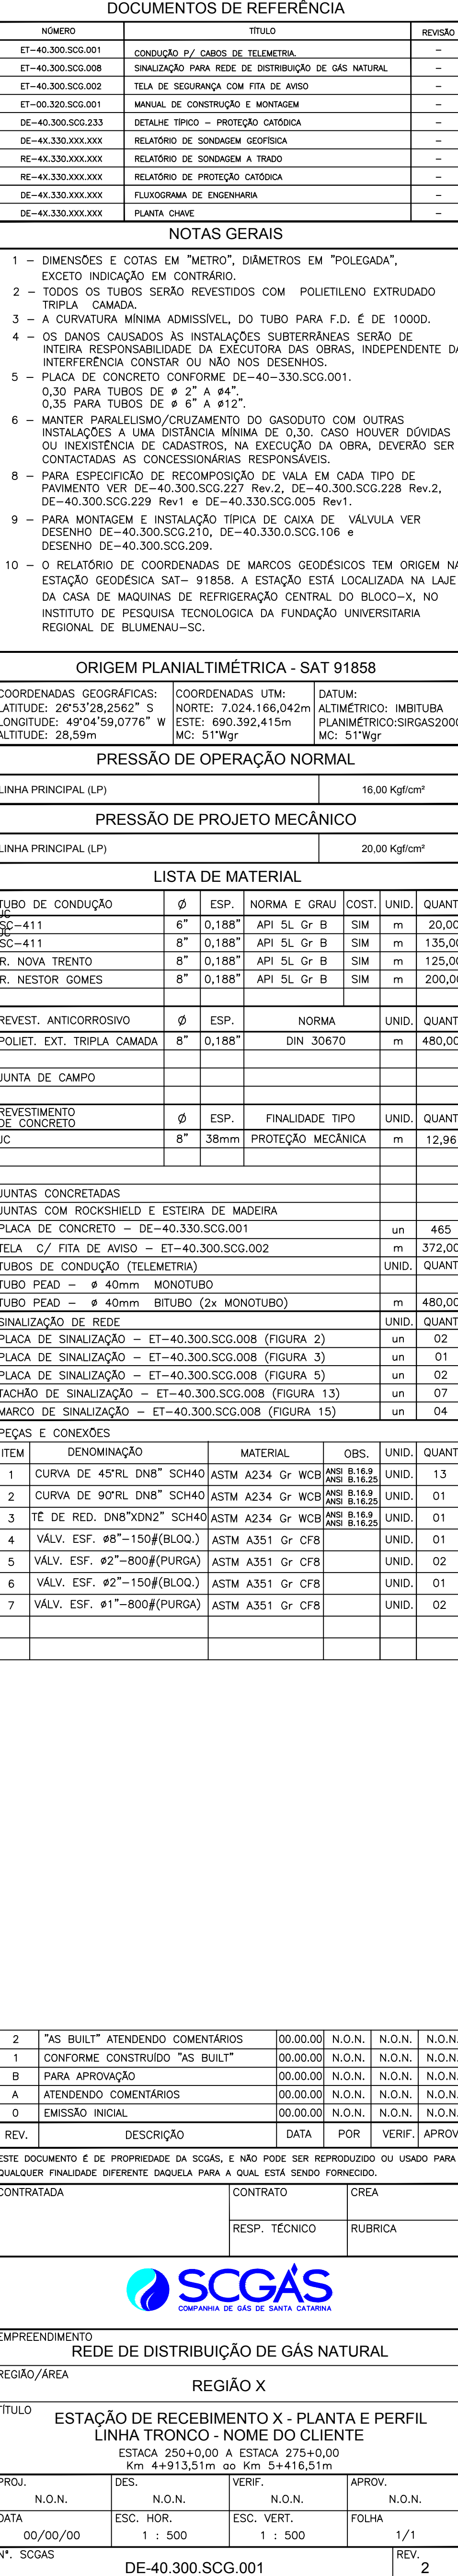 DOCUMENTOS DE REFERÊNCIA
NÚMERO TÍTULO REVISÃO
ET-40.300.SCG.001 CONDUÇÃO P/ CABOS DE TELEMETRIA. -
ET-40.300.SCG.008 SINALIZAÇÃO PARA REDE DE DISTRIBUIÇÃO DE GÁS NATURAL -
ET-40.300.SCG.002 TELA DE SEGURANÇA COM FITA DE AVISO -
ET-00.320.SCG.001 MANUAL DE CONSTRUÇÃO E MONTAGEM -
DE-40.300.SCG.233 DETALHE TÍPICO - PROTEÇÃO CATÓDICA -
DE-4X.330.XXX.XXX RELATÓRIO DE SONDAGEM GEOFÍSICA -
RE-4X.330.XXX.XXX RELATÓRIO DE SONDAGEM A TRADO -
RE-4X.330.XXX.XXX RELATÓRIO DE PROTEÇÃO CATÓDICA -
DE-4X.330.XXX.XXX FLUXOGRAMA DE ENGENHARIA -
DE-4X.330.XXX.XXX PLANTA CHAVE -
NOTAS GERAIS
1 - DIMENSÕES E COTAS EM "METRO", DIÂMETROS EM "POLEGADA",
EXCETO INDICAÇÃO EM CONTRÁRIO.
2 - TODOS OS TUBOS SERÃO REVESTIDOS COM POLIETILENO EXTRUDADO
TRIPLA CAMADA.
3 - A CURVATURA MÍNIMA ADMISSÍVEL, DO TUBO PARA F.D. É DE 1000D.
4 - OS DANOS CAUSADOS ÀS INSTALAÇÕES SUBTERRÂNEAS SERÃO DE
INTEIRA RESPONSABILIDADE DA EXECUTORA DAS OBRAS, INDEPENDENTE DA
INTERFERÊNCIA CONSTAR OU NÃO NOS DESENHOS.
5 - PLACA DE CONCRETO CONFORME DE-40-330.SCG.001.
0,30 PARA TUBOS DE ø 2" A ø4".
0,35 PARA TUBOS DE ø 6" A ø12".
6 - MANTER PARALELISMO/CRUZAMENTO DO GASODUTO COM OUTRAS
INSTALAÇÕES A UMA DISTÂNCIA MÍNIMA DE 0,30. CASO HOUVER DÚVIDAS
OU INEXISTÊNCIA DE CADASTROS, NA EXECUÇÃO DA OBRA, DEVERÃO SER
CONTACTADAS AS CONCESSIONÁRIAS RESPONSÁVEIS.
8 - PARA ESPECIFICÃO DE RECOMPOSIÇÃO DE VALA EM CADA TIPO DE
PAVIMENTO VER DE-40.300.SCG.227 Rev.2, DE-40.300.SCG.228 Rev.2,
DE-40.300.SCG.229 Rev1 e DE-40.330.SCG.005 Rev1.
9 - PARA MONTAGEM E INSTALAÇÃO TÍPICA DE CAIXA DE VÁLVULA VER
DESENHO DE-40.300.SCG.210, DE-40.330.0.SCG.106 e
DESENHO DE-40.300.SCG.209.
10 - O RELATÓRIO DE COORDENADAS DE MARCOS GEODÉSICOS TEM ORIGEM NA
ESTAÇÃO GEODÉSICA SAT- 91858. A ESTAÇÃO ESTÁ LOCALIZADA NA LAJE
DA CASA DE MAQUINAS DE REFRIGERAÇÃO CENTRAL DO BLOCO-X, NO
INSTITUTO DE PESQUISA TECNOLOGICA DA FUNDAÇÃO UNIVERSITARIA
REGIONAL DE BLUMENAU-SC.
ORIGEM PLANIALTIMÉTRICA - SAT 91858
COORDENADAS GEOGRÁFICAS: COORDENADAS UTM: DATUM:
LATITUDE: 26°53'28,2562" S NORTE: 7.024.166,042m ALTIMÉTRICO: IMBITUBA
LONGITUDE: 49°04'59,0776" W ESTE: 690.392,415m PLANIMÉTRICO:SIRGAS2000
ALTITUDE: 28,59m MC: 51°Wgr MC: 51°Wgr
PRESSÃO DE OPERAÇÃO NORMAL
LINHA PRINCIPAL (LP) 16,00 Kgf/cm²
PRESSÃO DE PROJETO MECÂNICO
LINHA PRINCIPAL (LP) 20,00 Kgf/cm²
LISTA DE MATERIAL
TUBO DE CONDUÇÃO Ø ESP. NORMA E GRAU COST. UNID. QUANT
JC
SC-411 6" 0,188" API 5L Gr B SIM m 20,00
JC
SC-411 8" 0,188" API 5L Gr B SIM m 135,00
R. NOVA TRENTO 8" 0,188" API 5L Gr B SIM m 125,00
R. NESTOR GOMES 8" 0,188" API 5L Gr B SIM m 200,00
REVEST. ANTICORROSIVO Ø ESP. NORMA UNID. QUANT
POLIET. EXT. TRIPLA CAMADA 8" 0,188" DIN 30670 m 480,00
JUNTA DE CAMPO
REVESTIMENTO
DE CONCRETO Ø ESP. FINALIDADE TIPO UNID. QUANT
JC 8" 38mm PROTEÇÃO MECÂNICA m 12,96
JUNTAS CONCRETADAS
JUNTAS COM ROCKSHIELD E ESTEIRA DE MADEIRA
PLACA DE CONCRETO - DE-40.330.SCG.001 un 465
TELA C/ FITA DE AVISO - ET-40.300.SCG.002 m 372,00
TUBOS DE CONDUÇÃO (TELEMETRIA) UNID. QUANT
TUBO PEAD - ø 40mm MONOTUBO
TUBO PEAD - ø 40mm BITUBO (2x MONOTUBO) m 480,00
SINALIZAÇÃO DE REDE UNID. QUANT
PLACA DE SINALIZAÇÃO - ET-40.300.SCG.008 (FIGURA 2) un 02
PLACA DE SINALIZAÇÃO - ET-40.300.SCG.008 (FIGURA 3) un 01
PLACA DE SINALIZAÇÃO - ET-40.300.SCG.008 (FIGURA 5) un 02
TACHÃO DE SINALIZAÇÃO - ET-40.300.SCG.008 (FIGURA 13) un 07
MARCO DE SINALIZAÇÃO - ET-40.300.SCG.008 (FIGURA 15) un 04
PEÇAS E CONEXÕES
ITEM DENOMINAÇÃO MATERIAL OBS. UNID. QUANT
1 CURVA DE 45°RL DN8" SCH40 ASTM A234 Gr WCB ANSI B.16.9 ANSI B.16.25 UNID. 13
2 CURVA DE 90°RL DN8" SCH40 ASTM A234 Gr WCB ANSI B.16.9 ANSI B.16.25 UNID. 01
3 TÊ DE RED. DN8"XDN2" SCH40 ASTM A234 Gr WCB ANSI B.16.9 ANSI B.16.25 UNID. 01
4 VÁLV. ESF. ø8"-150#(BLOQ.) ASTM A351 Gr CF8 UNID. 01
5 VÁLV. ESF. ø2"-800#(PURGA) ASTM A351 Gr CF8 UNID. 02
6 VÁLV. ESF. ø2"-150#(BLOQ.) ASTM A351 Gr CF8 UNID. 01
7 VÁLV. ESF. ø1"-800#(PURGA) ASTM A351 Gr CF8 UNID. 02
2 "AS BUILT" ATENDENDO COMENTÁRIOS 00.00.00 N.O.N. N.O.N. N.O.N.
1 CONFORME CONSTRUÍDO "AS BUILT" 00.00.00 N.O.N. N.O.N. N.O.N.
B PARA APROVAÇÃO 00.00.00 N.O.N. N.O.N. N.O.N.
A ATENDENDO COMENTÁRIOS 00.00.00 N.O.N. N.O.N. N.O.N.
0 EMISSÃO INICIAL 00.00.00 N.O.N. N.O.N. N.O.N.
REV. DESCRIÇÃO DATA POR VERIF. APROV
ESTE DOCUMENTO É DE PROPRIEDADE DA SCGÁS, E NÃO PODE SER REPRODUZIDO OU USADO PARA
QUALQUER FINALIDADE DIFERENTE DAQUELA PARA A QUAL ESTÁ SENDO FORNECIDO.
CONTRATADA CONTRATO CREA
RESP. TÉCNICO RUBRICA
SCGÁS
COMPANHIA DE GÁS DE SANTA CATARINA
EMPREENDIMENTO
REDE DE DISTRIBUIÇÃO DE GÁS NATURAL
REGIÃO/ÁREA
REGIÃO X
TÍTULO
ESTAÇÃO DE RECEBIMENTO X - PLANTA E PERFIL
LINHA TRONCO - NOME DO CLIENTE
ESTACA 250+0,00 A ESTACA 275+0,00
Km 4+913,51m ao Km 5+416,51m
PROJ. DES. VERIF. APROV.
N.O.N. N.O.N. N.O.N. N.O.N.
DATA ESC. HOR. ESC. VERT. FOLHA
00/00/00 1 : 500 1 : 500 1/1
N°. SCGAS REV.
DE-40.300.SCG.001 2